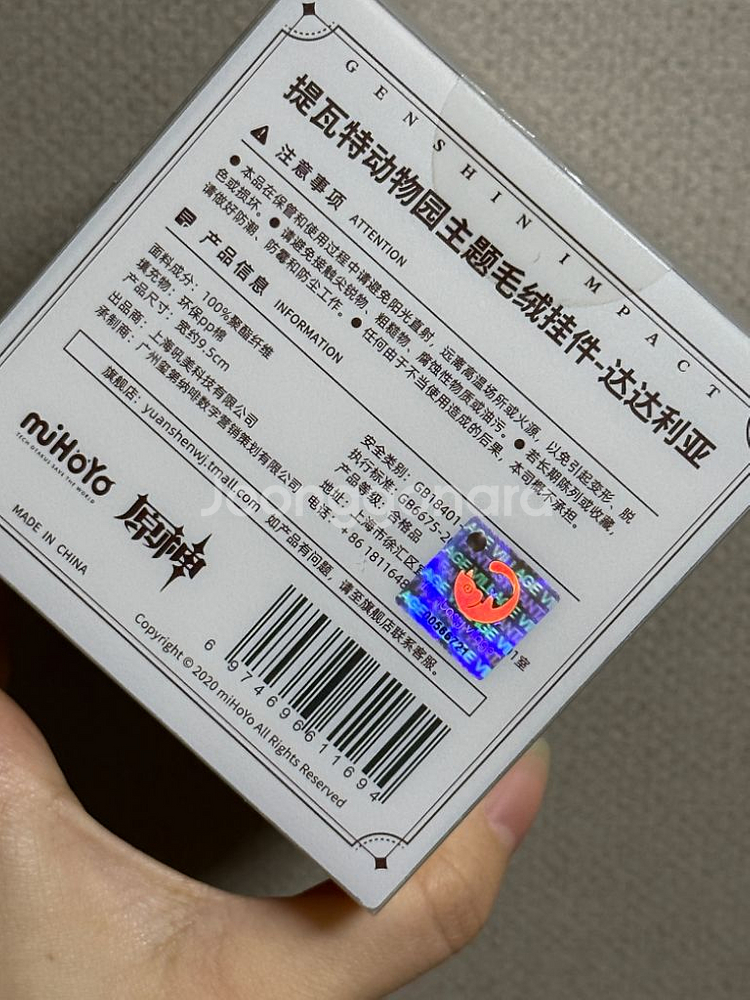 GENSHIN IMPACT
提瓦特动物园主题毛绒挂件-达达利亚
注意事项 ATTENTION
● 本品在保管和使用过程中请避免阳光直射，远离高温场所或火源，以免引起变形、脱
色或损坏。 ● 请避免接触尖锐物、粗糙物、腐蚀性物质或油污。 ● 若长期陈列或收藏，
请做好防潮、防霉和防尘工作。 ● 任何由于不当使用造成的后果，本司概不承担。
产品信息 INFORMATION
面料成分：100%聚酯纤维
填充物：环保pp棉
产品尺寸：宽约9.5cm
出品商：上海
美科技有限公司
承制商：广州
第纳
数字营销策划有限公司
安全类别：GB18401
执行标准：GB6675-2
产品等级：合格品
地址：上海市徐汇区
1室
电话：+86 1811648
旗舰店：yuanshenwj.tmall.com 如产品有问题，请至旗舰店联系客服。
miHoYo
TECH OTAKUS SAVE THE WORLD
原神
MADE IN CHINA
6 974696 611694
Copyright © 2020 miHoYo All Rights Reserved
00586721
Joonggonara